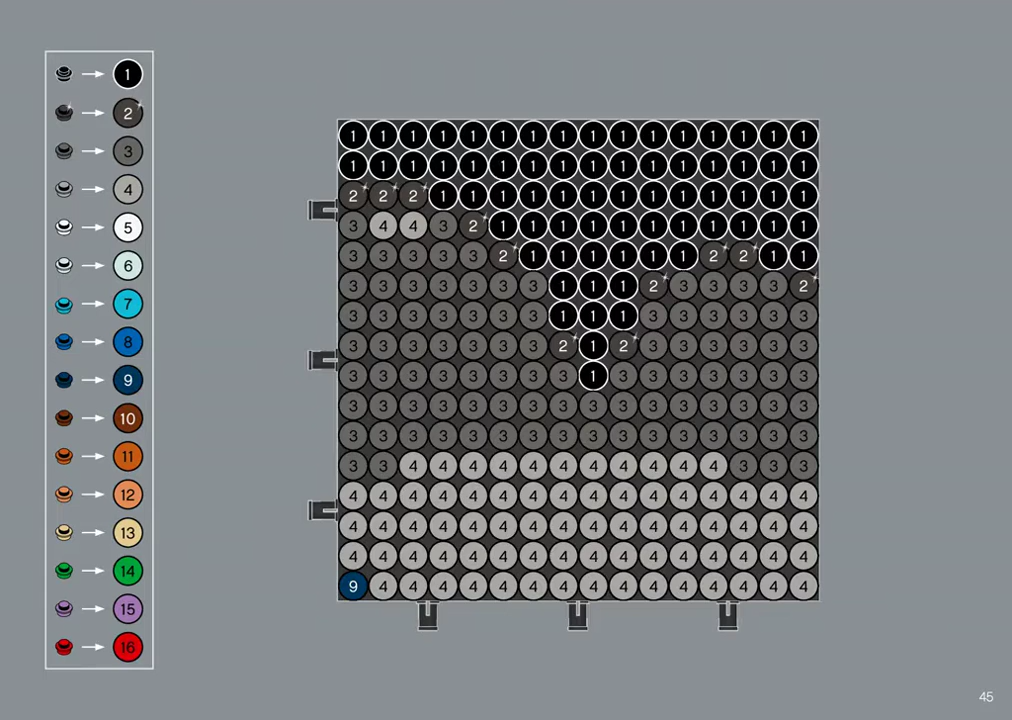 1
2
3
4
5
6
7
8
9
10
11
12
13
14
15
16
1 1 1 1 1 1 1 1 1 1 1 1 1 1 1 1
1 1 1 1 1 1 1 1 1 1 1 1 1 1 1 1
2 2 2 1 1 1 1 1 1 1 1 1 1 1 1 1
3 4 4 3 2 1 1 1 1 1 1 1 1 1 1 1
3 3 3 3 3 2 1 1 1 1 1 1 2 2 1 1
3 3 3 3 3 3 3 1 1 1 2 3 3 3 3 2
3 3 3 3 3 3 3 1 1 1 3 3 3 3 3 3
3 3 3 3 3 3 3 2 1 2 3 3 3 3 3 3
3 3 3 3 3 3 3 3 1 3 3 3 3 3 3 3
3 3 3 3 3 3 3 3 3 3 3 3 3 3 3 3
3 3 3 3 3 3 3 3 3 3 3 3 3 3 3 3
3 3 4 4 4 4 4 4 4 4 4 4 4 3 3 3
4 4 4 4 4 4 4 4 4 4 4 4 4 4 4 4
4 4 4 4 4 4 4 4 4 4 4 4 4 4 4 4
4 4 4 4 4 4 4 4 4 4 4 4 4 4 4 4
9 4 4 4 4 4 4 4 4 4 4 4 4 4 4 4
45